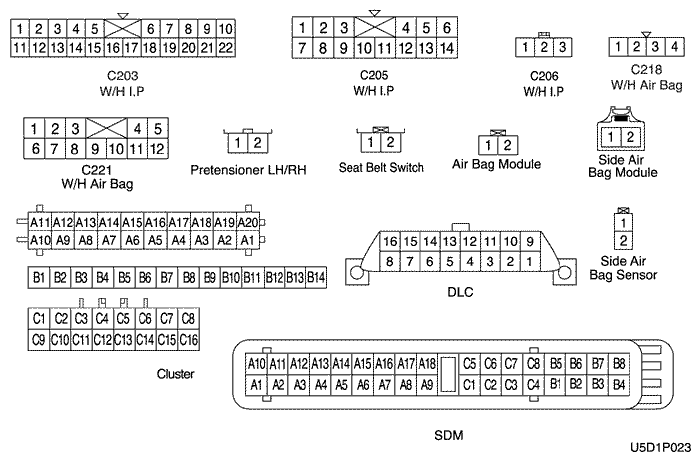 1 2 3 4 5 6 7 8 9 10
11 12 13 14 15 16 17 18 19 20 21 22
C203
W/H I.P
1 2 3 4 5 6
7 8 9 10 11 12 13 14
C205
W/H I.P
1 2 3
C206
W/H I.P
1 2 3 4
C218
W/H Air Bag
1 2 3 4 5
6 7 8 9 10 11 12
C221
W/H Air Bag
1 2
Pretensioner LH/RH
1 2
Seat Belt Switch
1 2
Air Bag Module
1 2
Side Air
Bag Module
A11 A12 A13 A14 A15 A16 A17 A18 A19 A20
A10 A9 A8 A7 A6 A5 A4 A3 A2 A1
B1 B2 B3 B4 B5 B6 B7 B8 B9 B10 B11 B12 B13 B14
C1 C2 C3 C4 C5 C6 C7 C8
C9 C10 C11 C12 C13 C14 C15 C16
Cluster
16 15 14 13 12 11 10 9
8 7 6 5 4 3 2 1
DLC
1
2
Side Air
Bag Sensor
A10 A11 A12 A13 A14 A15 A16 A17 A18 C5 C6 C7 C8 B5 B6 B7 B8
A1 A2 A3 A4 A5 A6 A7 A8 A9 C1 C2 C3 C4 B1 B2 B3 B4
SDM
U5D1P023